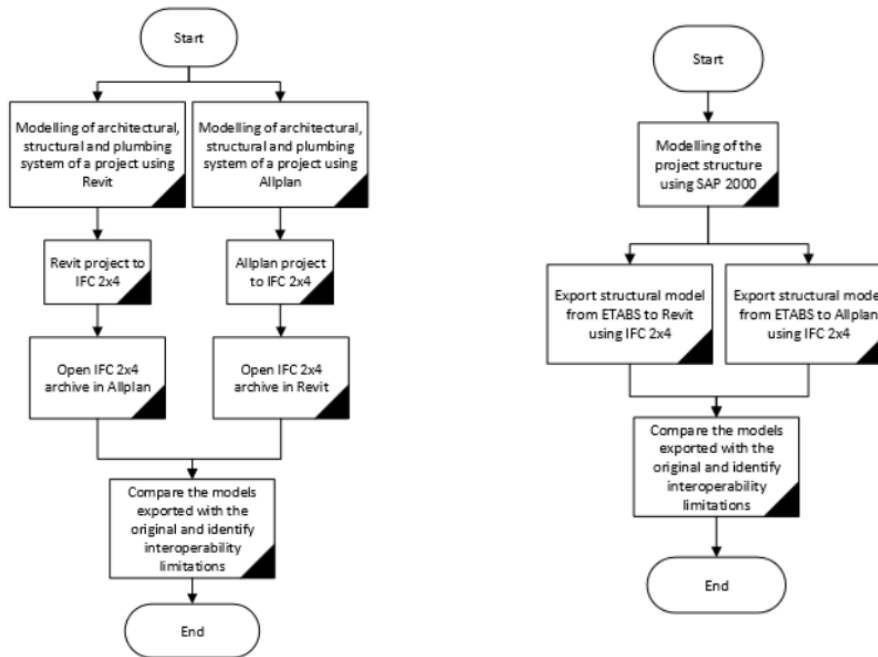 Start
Modelling of architectural,
structural and plumbing
system of a project using
Revit
Modelling of architectural,
structural and plumbing
system of a project using
Allplan
Revit project to
IFC 2x4
Allplan project
to IFC 2x4
Open IFC 2x4
archive in Allplan
Open IFC 2x4
archive in Revit
Compare the models
exported with the
original and identify
interoperability
limitations
End
Start
Modelling of the
project structure
using SAP 2000
Export structural model
from ETABS to Revit
using IFC 2x4
Export structural model
from ETABS to Allplan
using IFC 2x4
Compare the models
exported with the
original and identify
interoperability
limitations
End